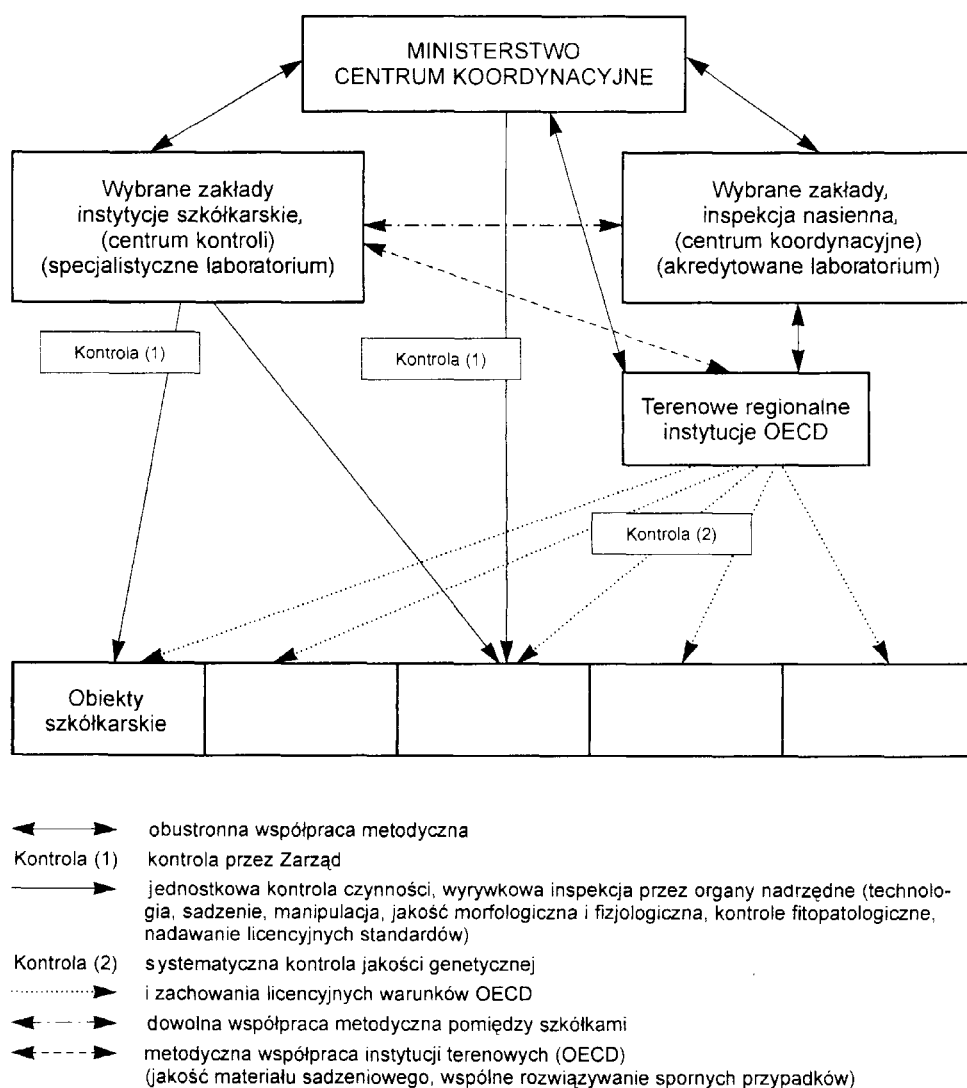 MINISTERSTWO
CENTRUM KOORDYNACYJNE
Wybrane zakłady
instytycje szkółkarskie,
(centrum kontroli)
(specjalistyczne laboratorium)
Wybrane zakłady,
inspekcja nasienna,
(centrum koordynacyjne)
(akredytowane laboratorium)
Kontrola (1)
Kontrola (1)
Terenowe regionalne
instytucje OECD
Kontrola (2)
Obiekty
szkółkarskie
obustronna współpraca metodyczna
Kontrola (1) kontrola przez Zarząd
jednostkowa kontrola czynności, wyrywkowa inspekcja przez organy nadrzędne (technolo-
gia, sadzenie, manipulacja, jakość morfologiczna i fizjologiczna, kontrole fitopatologiczne,
nadawanie licencyjnych standardów)
Kontrola (2) systematyczna kontrola jakości genetycznej
i zachowania licencyjnych warunków OECD
dowolna współpraca metodyczna pomiędzy szkółkami
metodyczna współpraca instytucji terenowych (OECD)
(jakość materiału sadzeniowego, wspólne rozwiązywanie spornych przypadków)